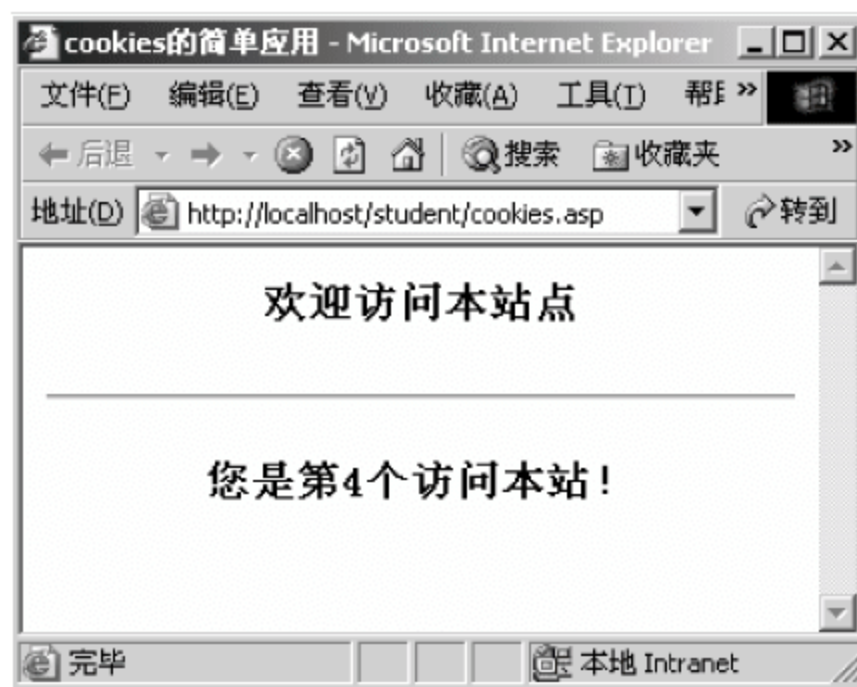 cookies的简单应用 - Microsoft Internet Explorer
文件(F) 编辑(E) 查看(V) 收藏(A) 工具(T) »
后退 搜索 收藏夹 »
地址(D) http://localhost/student/cookies.asp 转到
欢迎访问本站点
您是第4个访问本站!
完毕 本地 Intranet